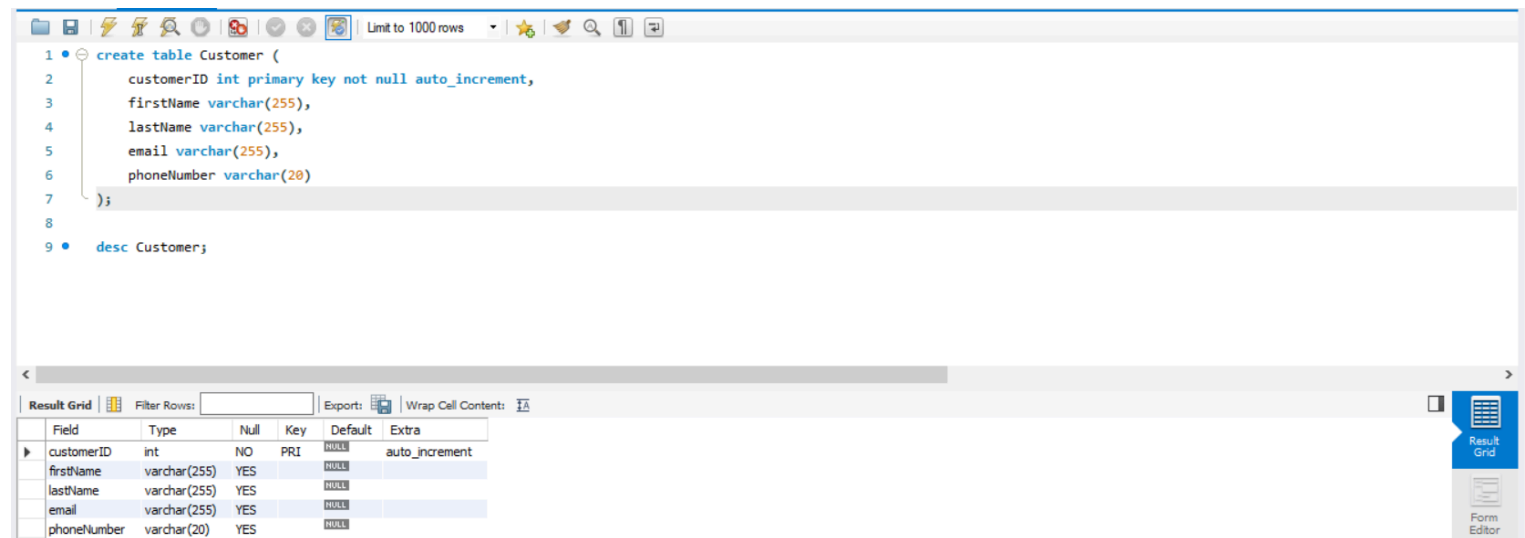 Limit to 1000 rows
1 create table Customer (
2 customerID int primary key not null auto_increment,
3 firstName varchar(255),
4 lastName varchar(255),
5 email varchar(255),
6 phoneNumber varchar(20)
7 );
8
9 desc Customer;
Result Grid Filter Rows: Export: Wrap Cell Content: IA
Field Type Null Key Default Extra
customerID int NO PRI NULL auto_increment
firstName varchar(255) YES NULL
lastName varchar(255) YES NULL
email varchar(255) YES NULL
phoneNumber varchar(20) YES NULL
Result
Grid
Form
Editor